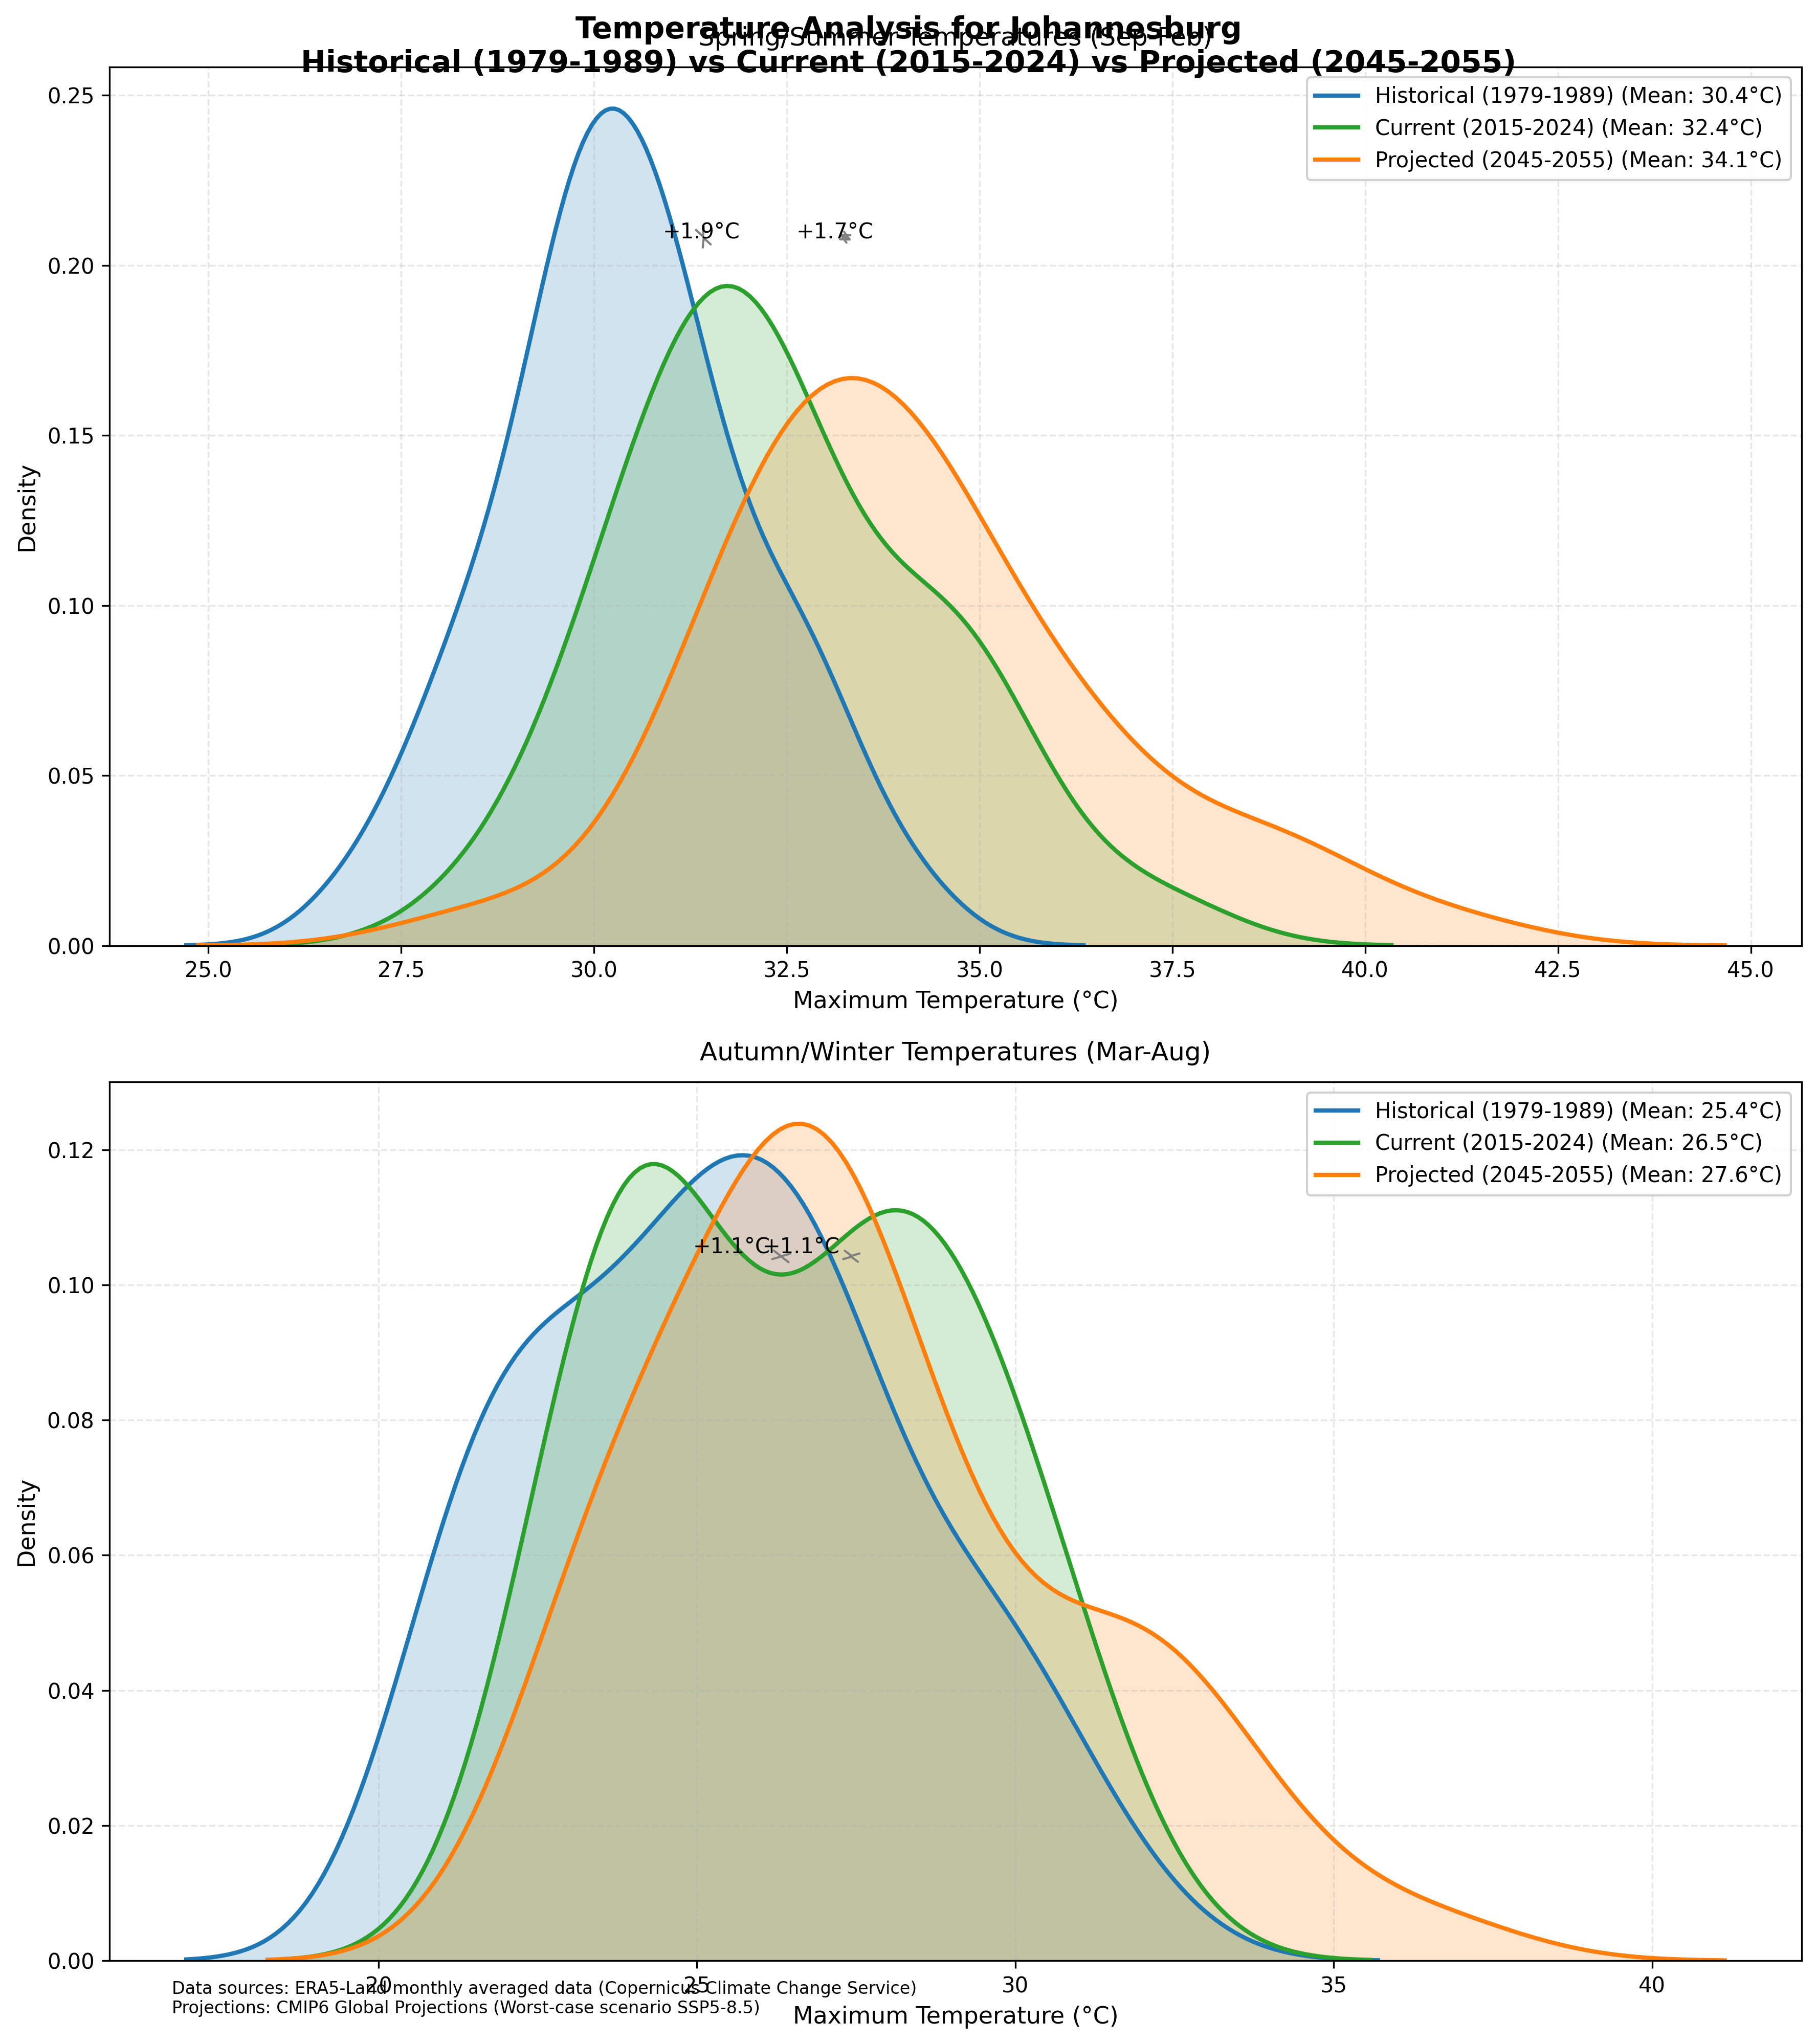 Temperature Analysis for Johannesburg
Historical (1979-1989) vs Current (2015-2024) vs Projected (2045-2055)
Spring/Summer Temperatures (Sep-Feb)
Historical (1979-1989) (Mean: 30.4°C)
Current (2015-2024) (Mean: 32.4°C)
Projected (2045-2055) (Mean: 34.1°C)
0.25
0.20
0.15
0.10
0.05
0.00
Density
+1.9°C +1.7°C
25.0 27.5 30.0 32.5 35.0 37.5 40.0 42.5 45.0
Maximum Temperature (°C)
Autumn/Winter Temperatures (Mar-Aug)
Historical (1979-1989) (Mean: 25.4°C)
Current (2015-2024) (Mean: 26.5°C)
Projected (2045-2055) (Mean: 27.6°C)
0.12
0.10
0.08
0.06
0.04
0.02
0.00
Density
+1.1°C +1.1°C
20 25 30 35 40
Maximum Temperature (°C)
Data sources: ERA5-Land monthly averaged data (Copernicus Climate Change Service)
Projections: CMIP6 Global Projections (Worst-case scenario SSP5-8.5)